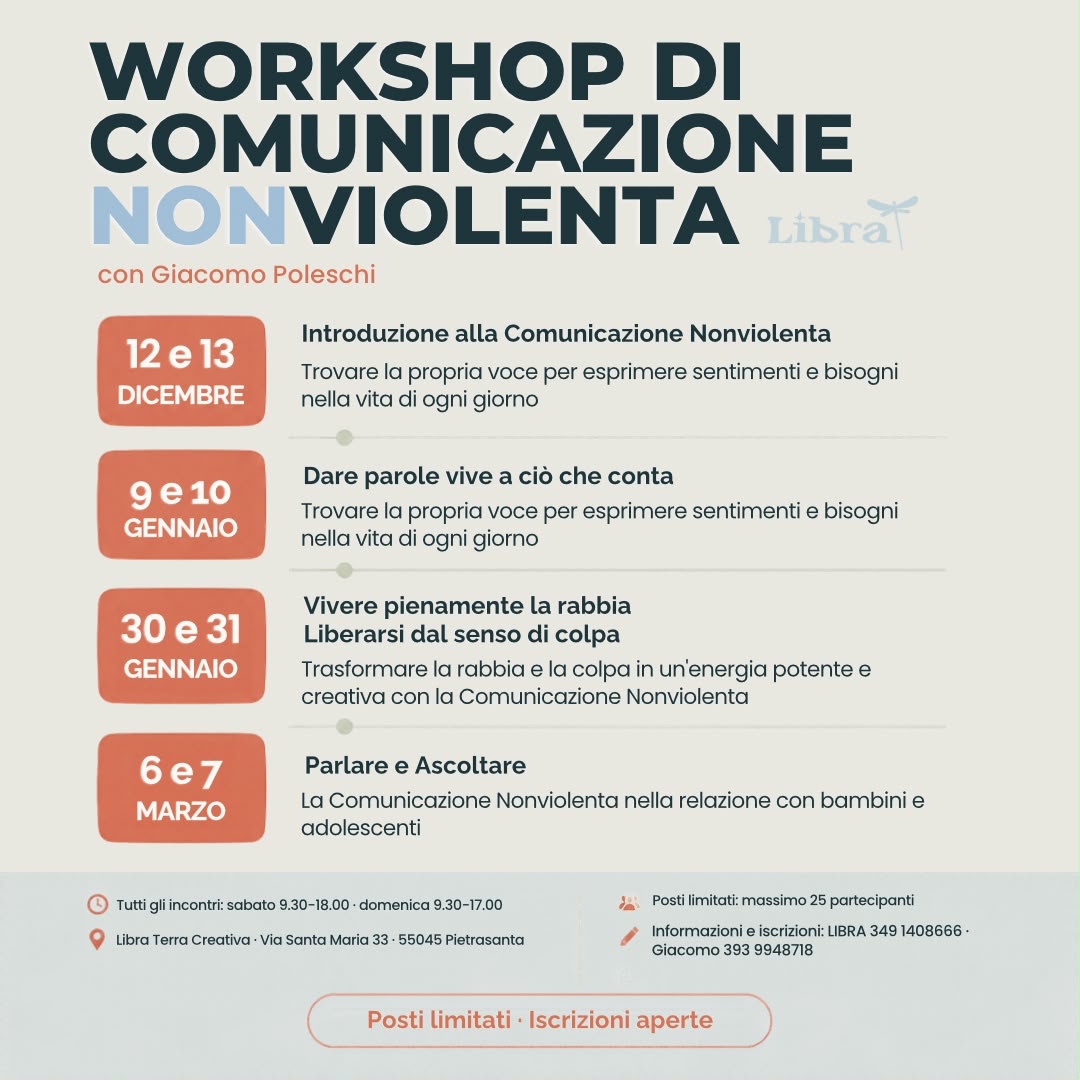 WORKSHOP DI
COMUNICAZIONE
NONVIOLENTA
Libra
con Giacomo Poleschi
12 e 13
DICEMBRE
Introduzione alla Comunicazione Nonviolenta
Trovare la propria voce per esprimere sentimenti e bisogni
nella vita di ogni giorno
9 e 10
GENNAIO
Dare parole vive a ciò che conta
Trovare la propria voce per esprimere sentimenti e bisogni
nella vita di ogni giorno
30 e 31
GENNAIO
Vivere pienamente la rabbia
Liberarsi dal senso di colpa
Trasformare la rabbia e la colpa in un'energia potente e
creativa con la Comunicazione Nonviolenta
6 e 7
MARZO
Parlare e Ascoltare
La Comunicazione Nonviolenta nella relazione con bambini e
adolescenti
Tutti gli incontri: sabato 9.30-18.00 · domenica 9.30-17.00
Libra Terra Creativa · Via Santa Maria 33 · 55045 Pietrasanta
Posti limitati: massimo 25 partecipanti
Informazioni e iscrizioni: LIBRA 349 1408666 ·
Giacomo 393 9948718
Posti limitati · Iscrizioni aperte